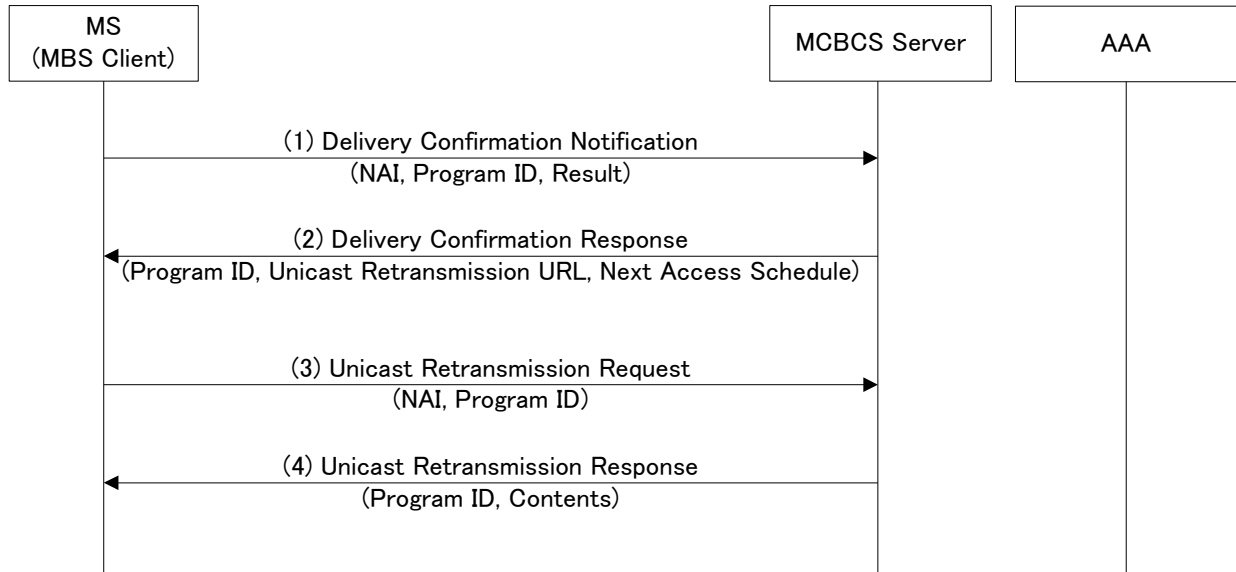 MS
(MBS Client)
MCBCS Server
AAA
(1) Delivery Confirmation Notification
(NAI, Program ID, Result)
(2) Delivery Confirmation Response
(Program ID, Unicast Retransmission URL, Next Access Schedule)
(3) Unicast Retransmission Request
(NAI, Program ID)
(4) Unicast Retransmission Response
(Program ID, Contents)